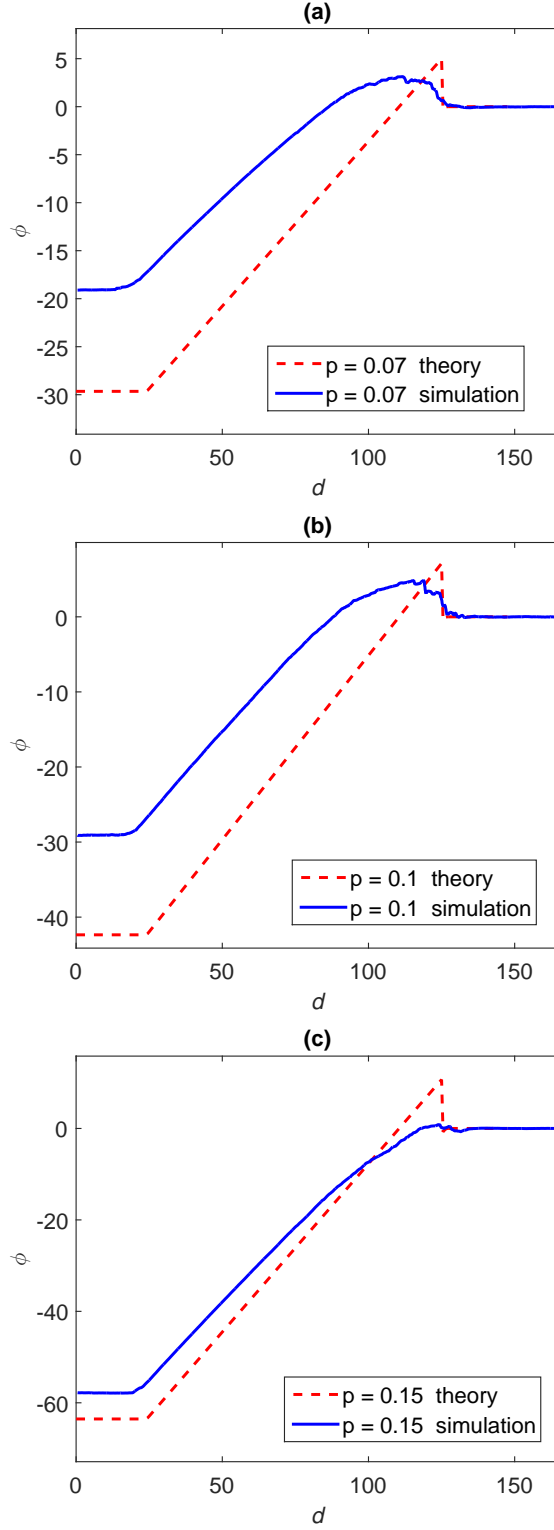 (a)
5
0
-5
-10
-15
-20
-25
-30
ϕ
p = 0.07 theory
p = 0.07 simulation
0 50 100 150
d
(b)
0
-10
-20
-30
-40
ϕ
p = 0.1 theory
p = 0.1 simulation
0 50 100 150
d
(c)
0
-20
-40
-60
ϕ
p = 0.15 theory
p = 0.15 simulation
0 50 100 150
d